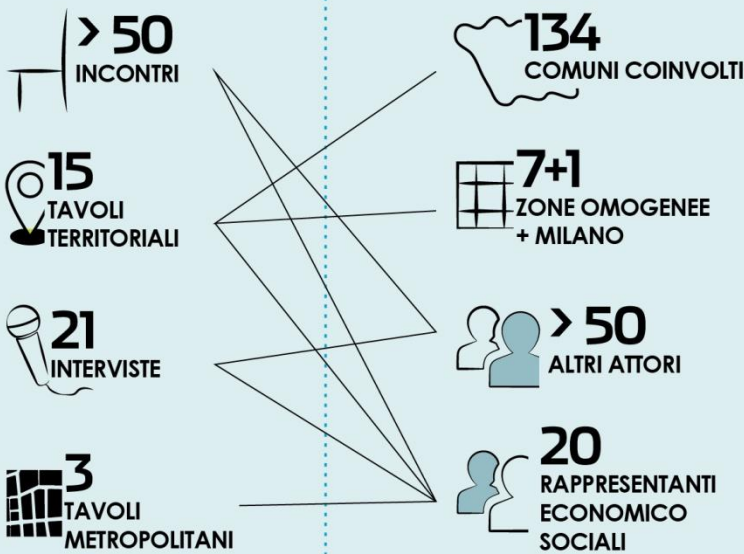 > 50
INCONTRI
15
TAVOLI
TERRITORIALI
21
INTERVISTE
3
TAVOLI
METROPOLITANI
134
COMUNI COINVOLTI
7+1
ZONE OMOGENEE
+ MILANO
> 50
ALTRI ATTORI
20
RAPPRESENTANTI
ECONOMICO
SOCIALI